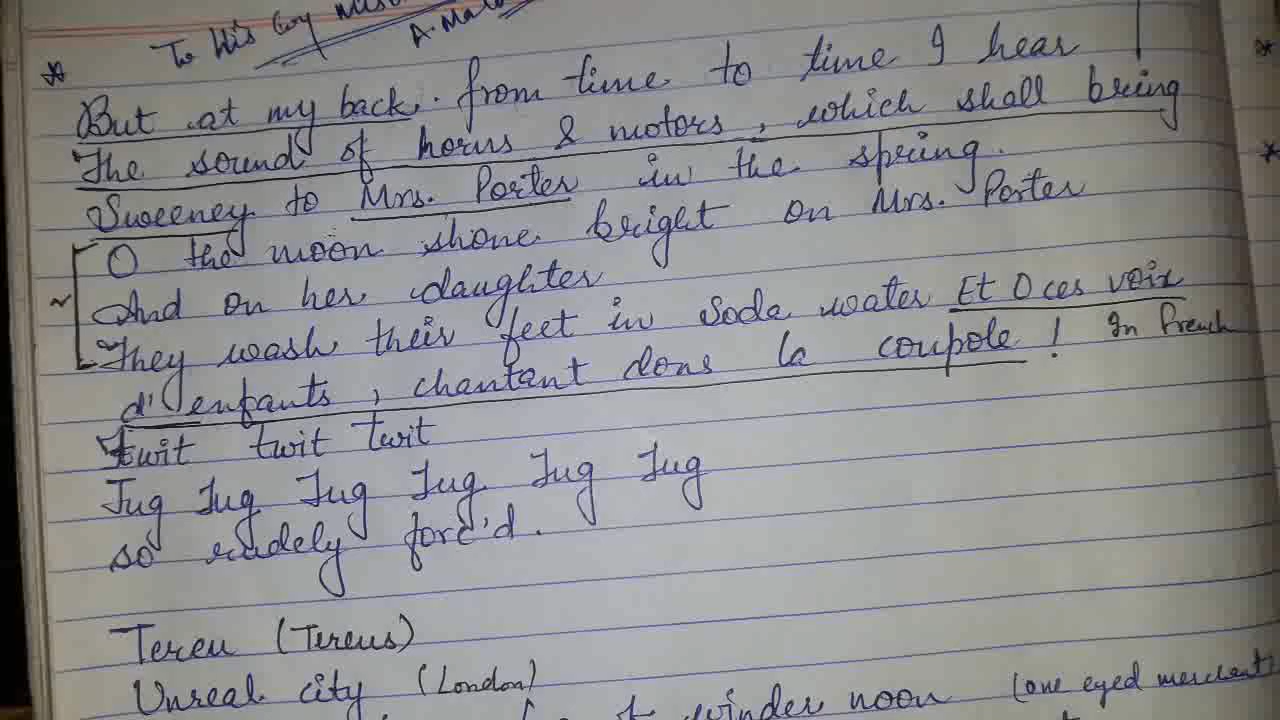 To His Coy
A. Ma
But at my back. from time to time I hear
The sound of horns & motors, which shall bring
Sweeney to Mrs. Porter in the spring.
O the moon shone bright on Mrs. Porter
And on her daughter
They wash their feet in Soda water Et O ces voix
d'enfants, chantant dons la coupole! In French
twit twit twit
Jug Jug Jug Jug Jug Jug
so rudely forc'd.
Tereu (Tereus)
Unreal city (London)
winder noon (one eyed merchant